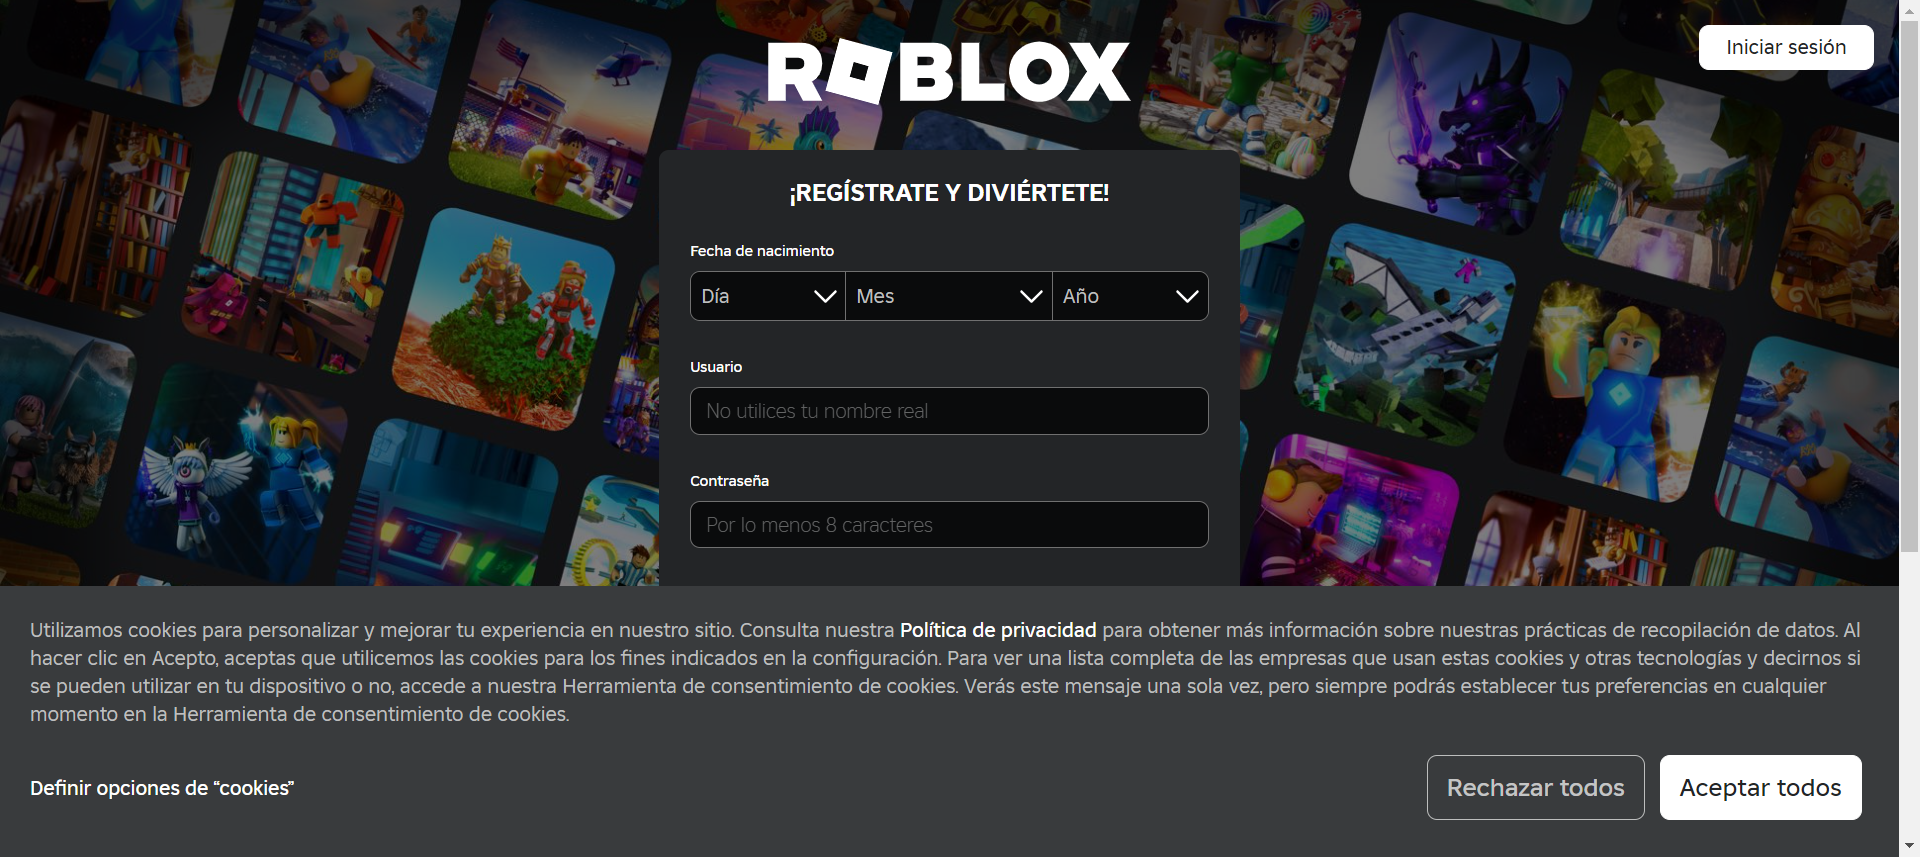 ROBLOX
Iniciar sesión
¡REGÍSTRATE Y DIVIÉRTETE!
Fecha de nacimiento
Día
Mes
Año
Usuario
No utilices tu nombre real
Contraseña
Por lo menos 8 caracteres
Utilizamos cookies para personalizar y mejorar tu experiencia en nuestro sitio. Consulta nuestra Política de privacidad para obtener más información sobre nuestras prácticas de recopilación de datos. Al
hacer clic en Acepto, aceptas que utilicemos las cookies para los fines indicados en la configuración. Para ver una lista completa de las empresas que usan estas cookies y otras tecnologías y decirnos si
se pueden utilizar en tu dispositivo o no, accede a nuestra Herramienta de consentimiento de cookies. Verás este mensaje una sola vez, pero siempre podrás establecer tus preferencias en cualquier
momento en la Herramienta de consentimiento de cookies.
Definir opciones de “cookies”
Rechazar todos
Aceptar todos